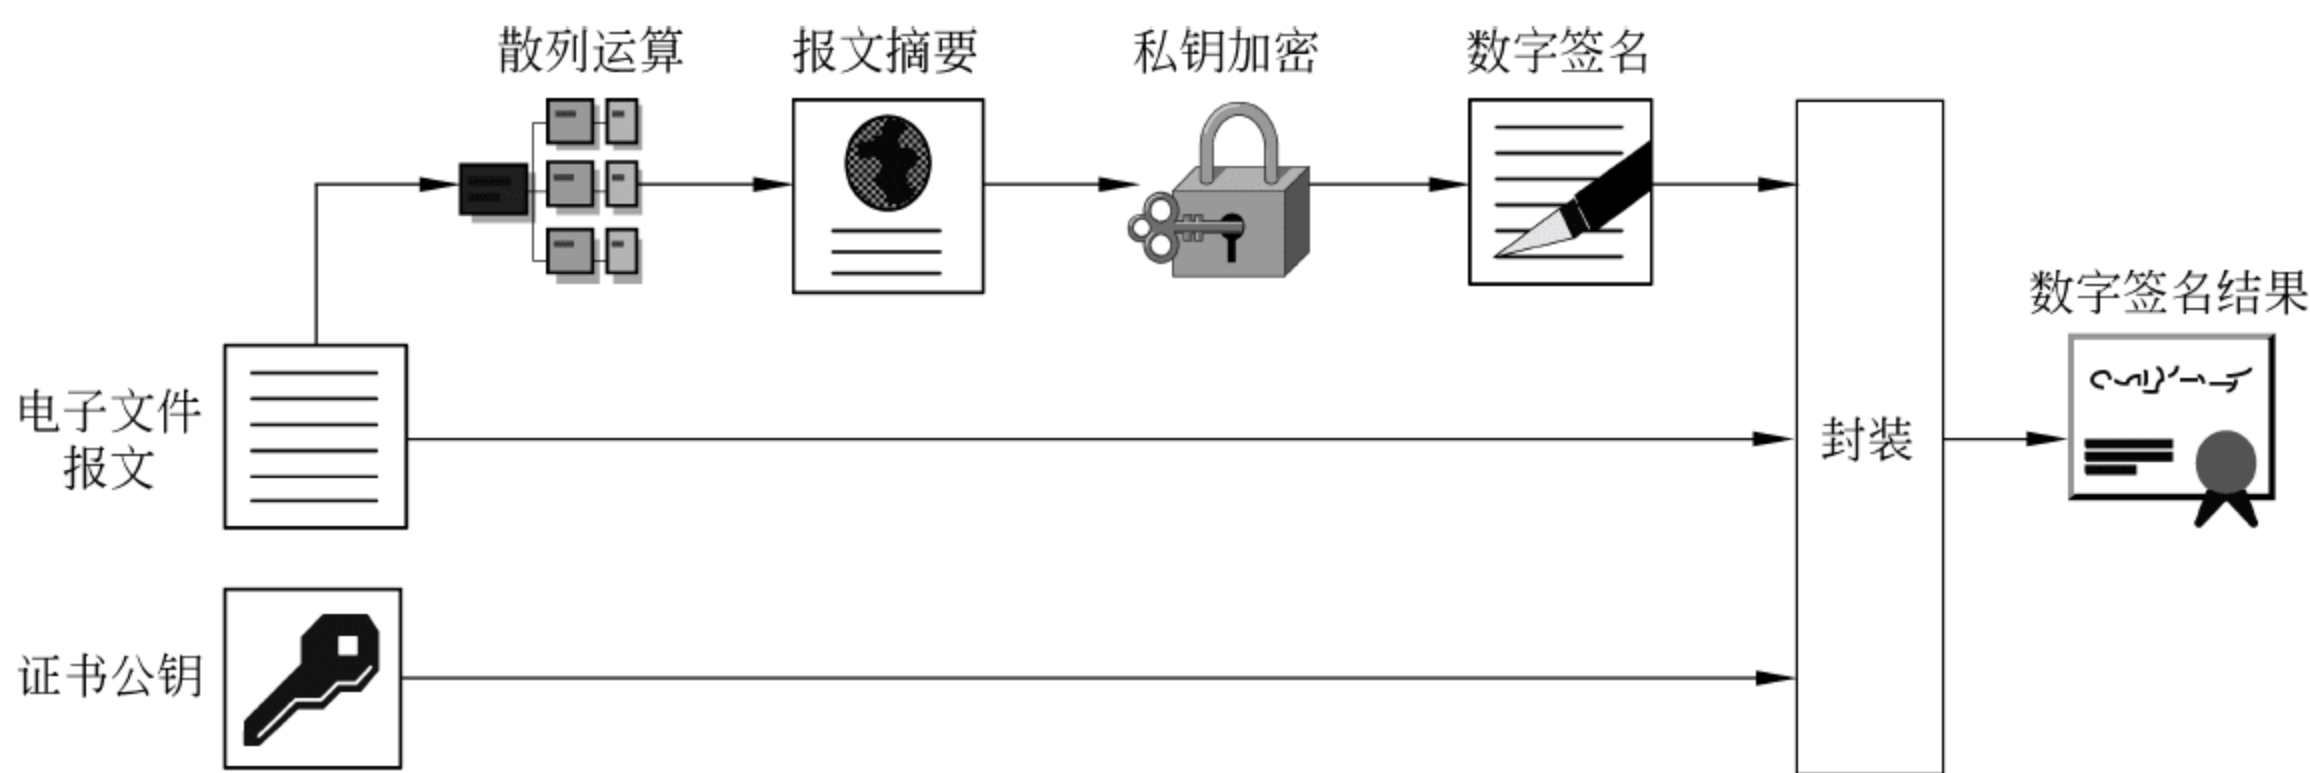 散列运算
报文摘要
私钥加密
数字签名
数字签名结果
电子文件
报文
封装
证书公钥